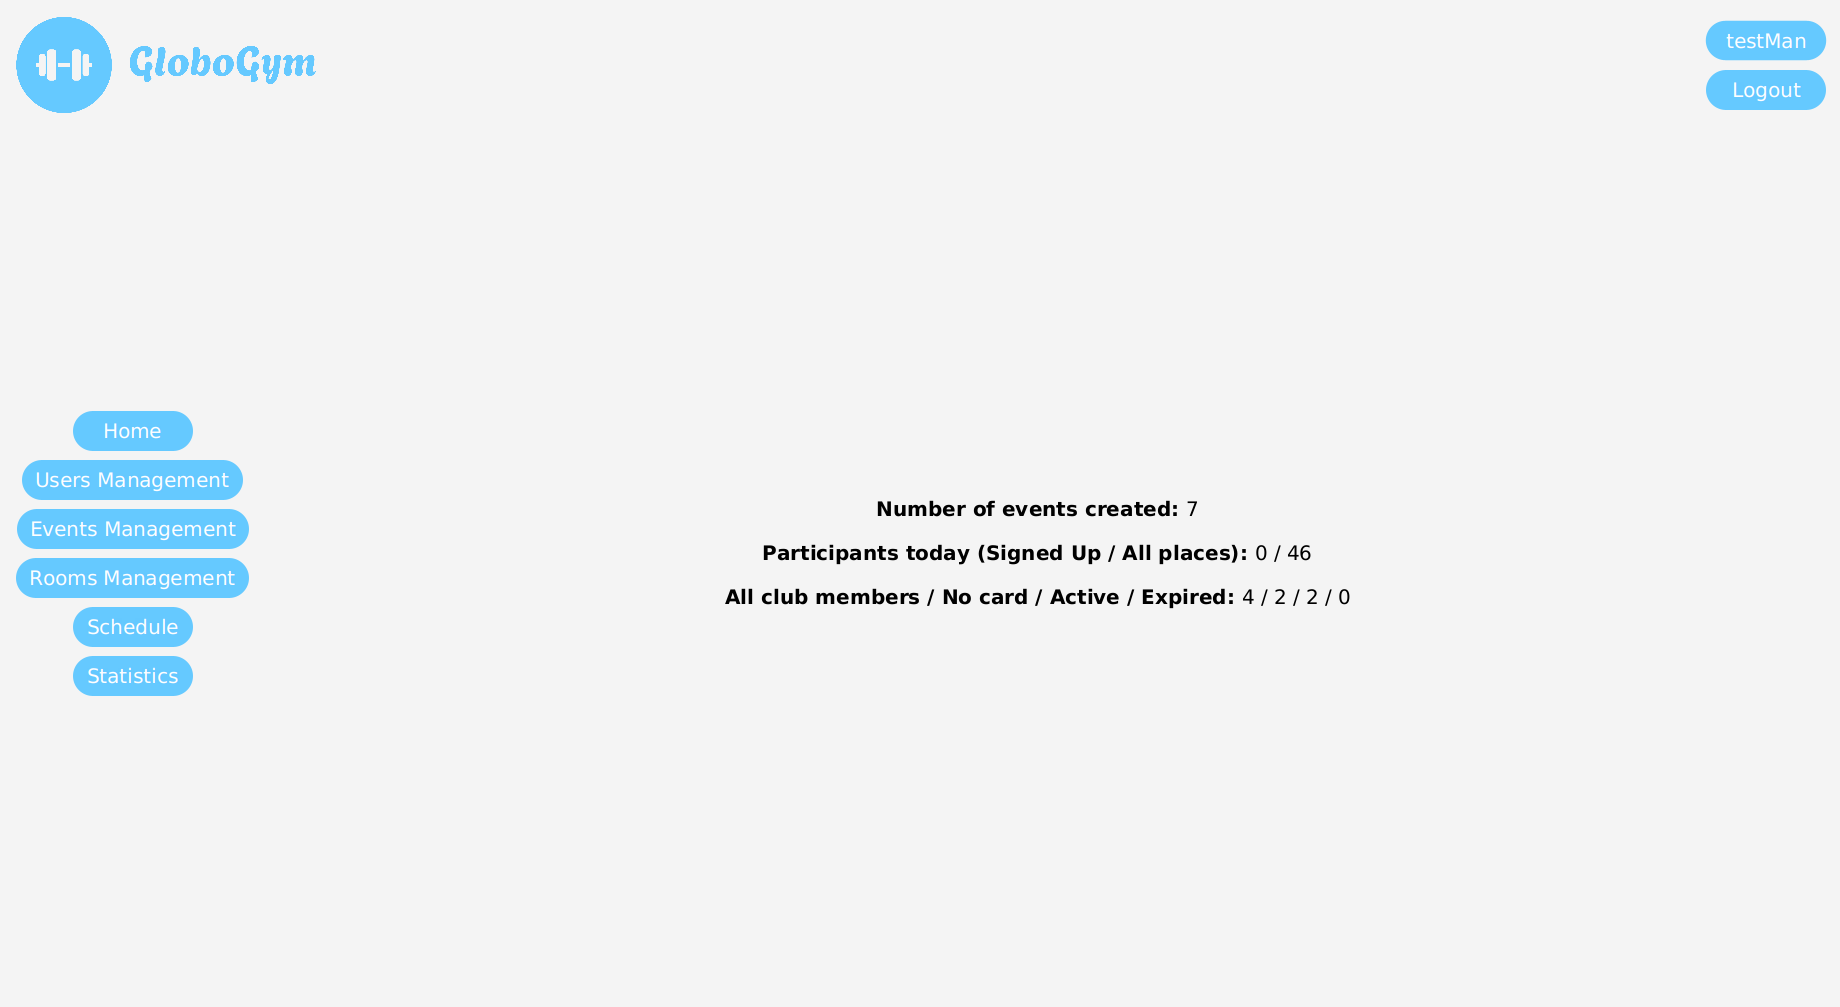 GloboGym
testMan
Logout
Home
Users Management
Events Management
Rooms Management
Schedule
Statistics
Number of events created: 7
Participants today (Signed Up / All places): 0 / 46
All club members / No card / Active / Expired: 4 / 2 / 2 / 0